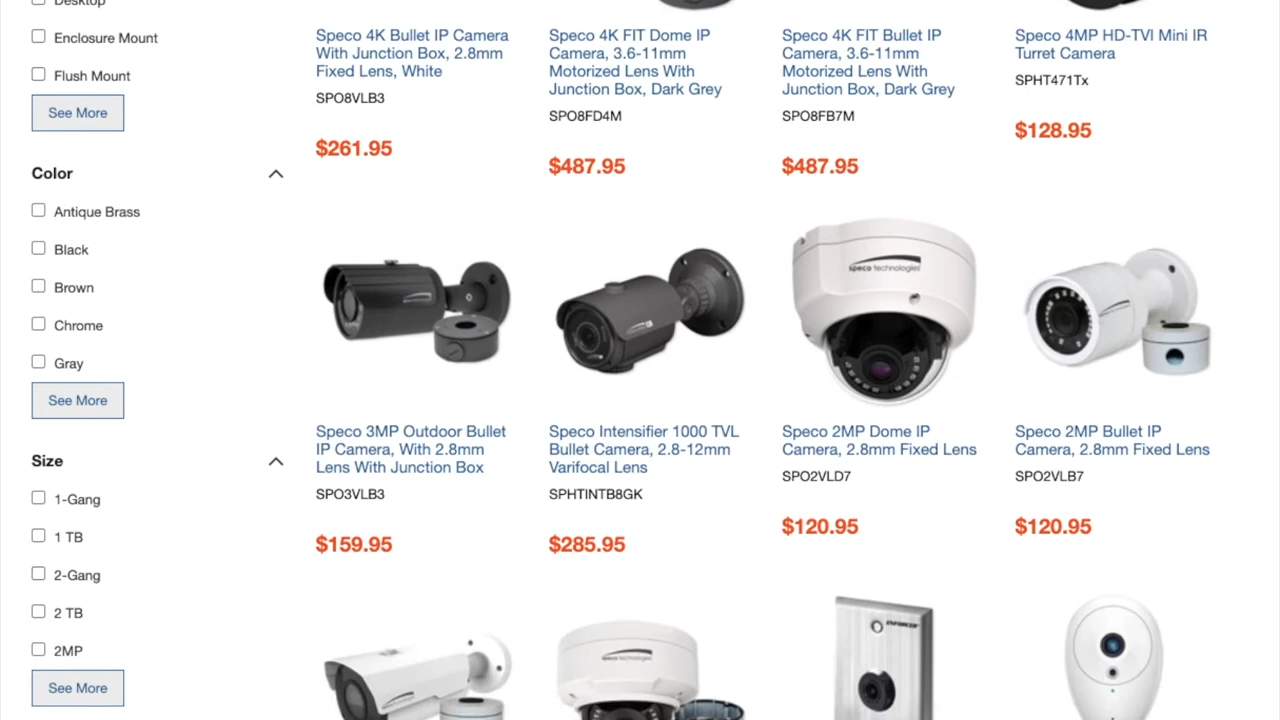 Desktop
Enclosure Mount
Flush Mount
See More
Color
Antique Brass
Black
Brown
Chrome
Gray
See More
Size
1-Gang
1 TB
2-Gang
2 TB
2MP
See More
Speco 4K Bullet IP Camera
With Junction Box, 2.8mm
Fixed Lens, White
SPO8VLB3
$261.95
Speco 4K FIT Dome IP
Camera, 3.6-11mm
Motorized Lens With
Junction Box, Dark Grey
SPO8FD4M
$487.95
Speco 4K FIT Bullet IP
Camera, 3.6-11mm
Motorized Lens With
Junction Box, Dark Grey
SPO8FB7M
$487.95
Speco 4MP HD-TVI Mini IR
Turret Camera
SPHT471Tx
$128.95
speco technologies
Speco 3MP Outdoor Bullet
IP Camera, With 2.8mm
Lens With Junction Box
SPO3VLB3
$159.95
Speco Intensifier 1000 TVL
Bullet Camera, 2.8-12mm
Varifocal Lens
SPHTINTB8GK
$285.95
Speco 2MP Dome IP
Camera, 2.8mm Fixed Lens
SPO2VLD7
$120.95
Speco 2MP Bullet IP
Camera, 2.8mm Fixed Lens
SPO2VLB7
$120.95
speco technologies
ENFORCER